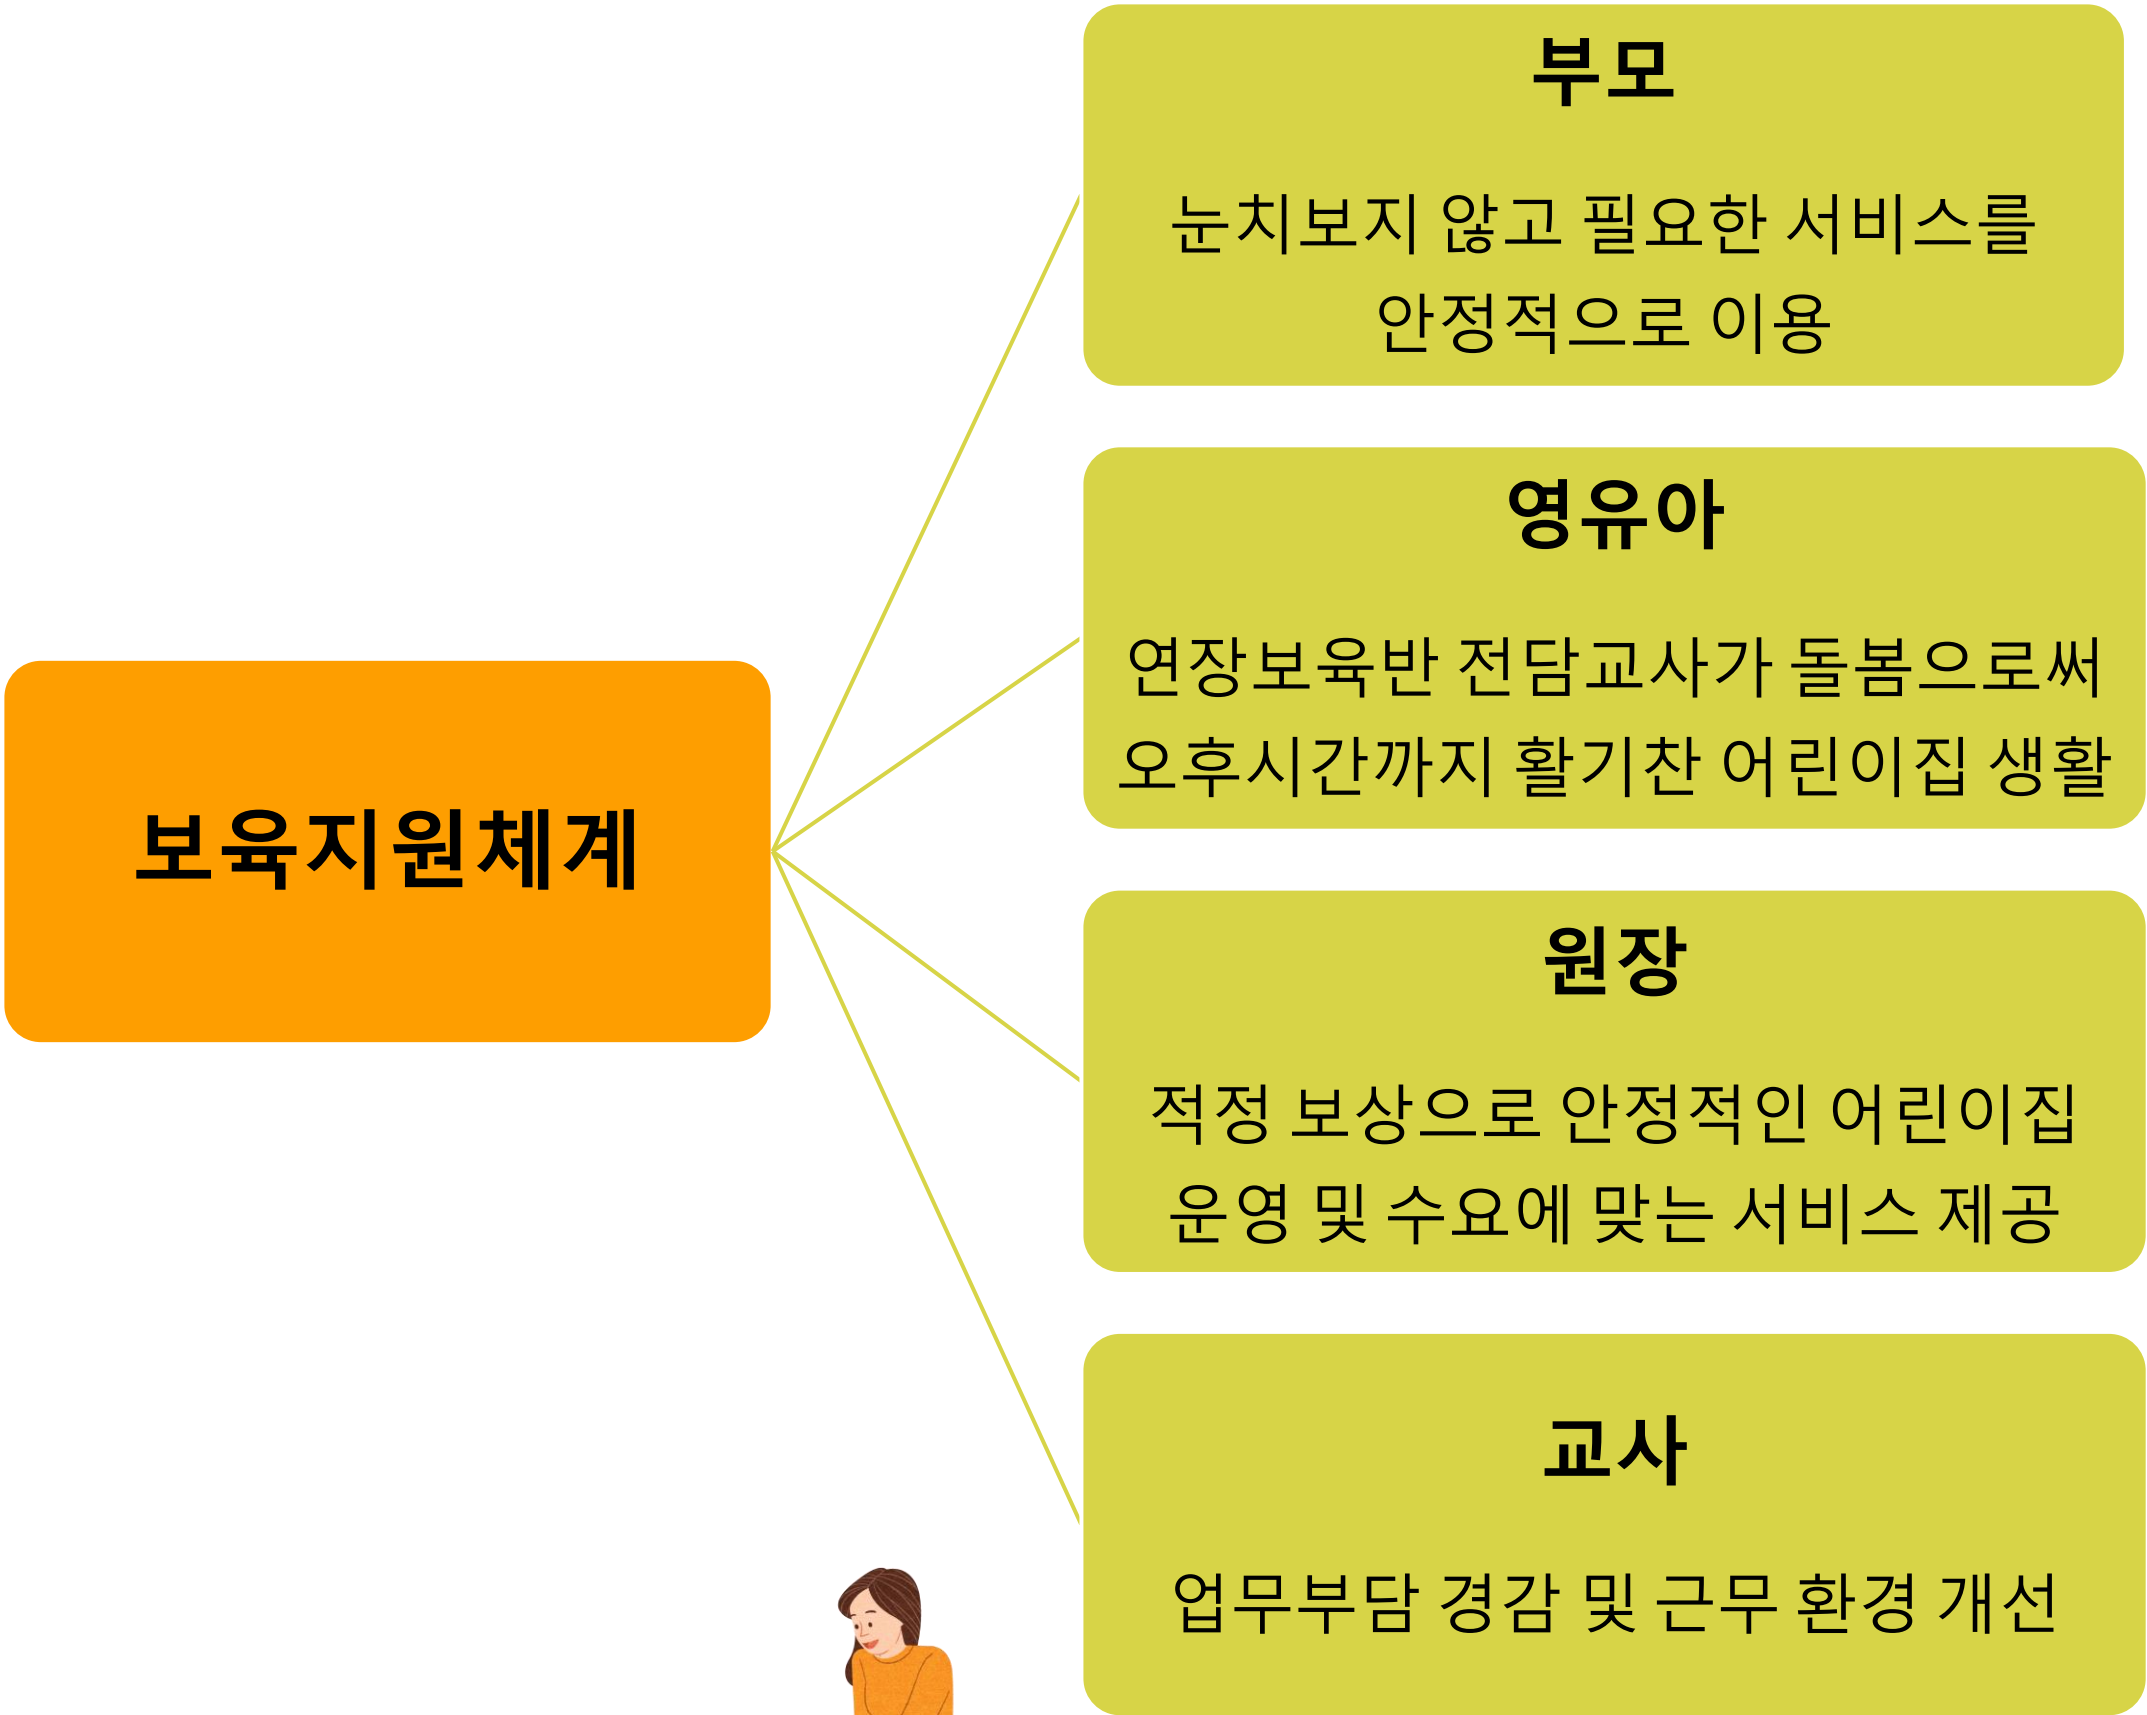 부모
눈치보지 않고 필요한 서비스를
안정적으로 이용
영유아
연장보육반 전담교사가 돌봄으로써
오후시간까지 활기찬 어린이집 생활
보육지원체계
원장
적정 보상으로 안정적인 어린이집
운영 및 수요에 맞는 서비스 제공
교사
업무부담 경감 및 근무 환경 개선